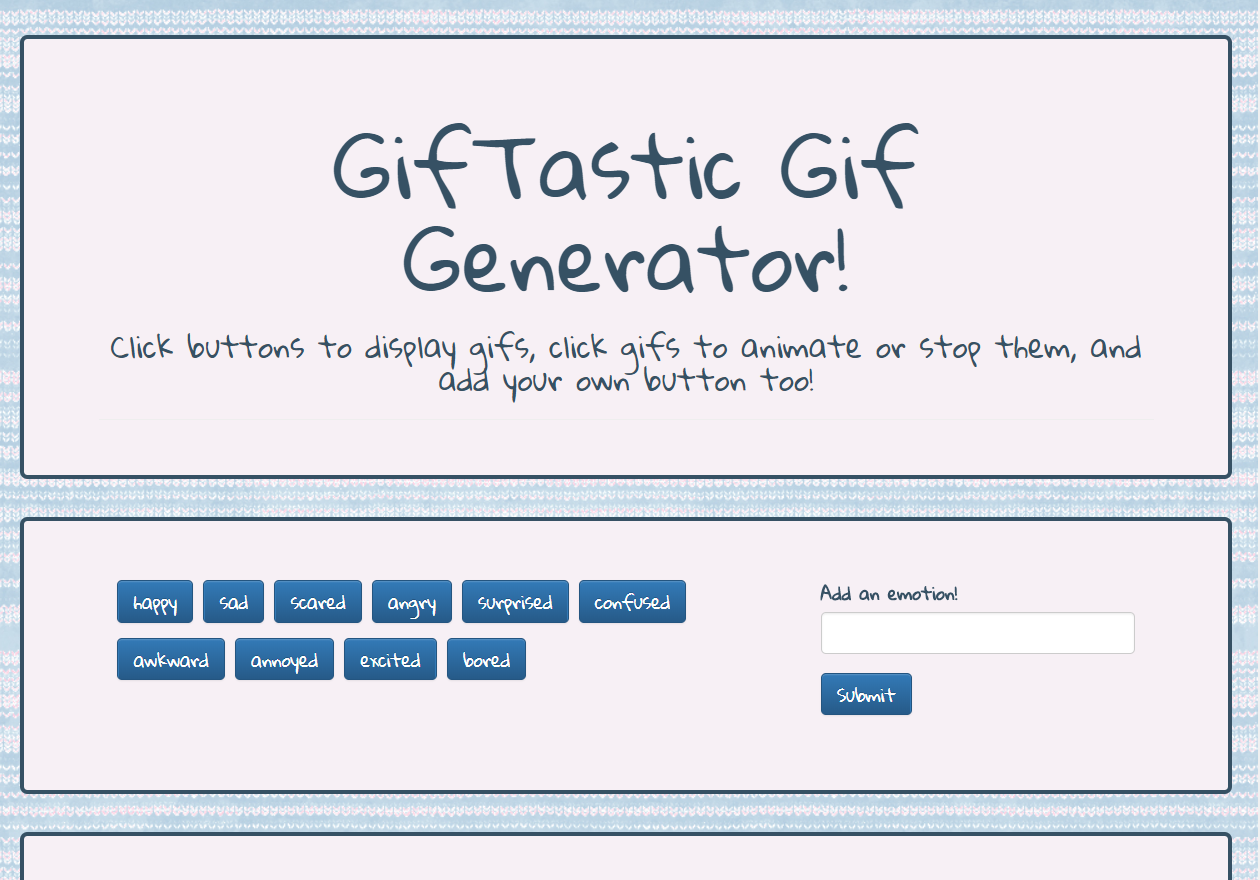 GifTastic Gif
Generator!
Click buttons to display gifs, click gifs to animate or stop them, and
add your own button too!
happy sad scared angry surprised confused
awkward annoyed excited bored
Add an emotion!
Submit